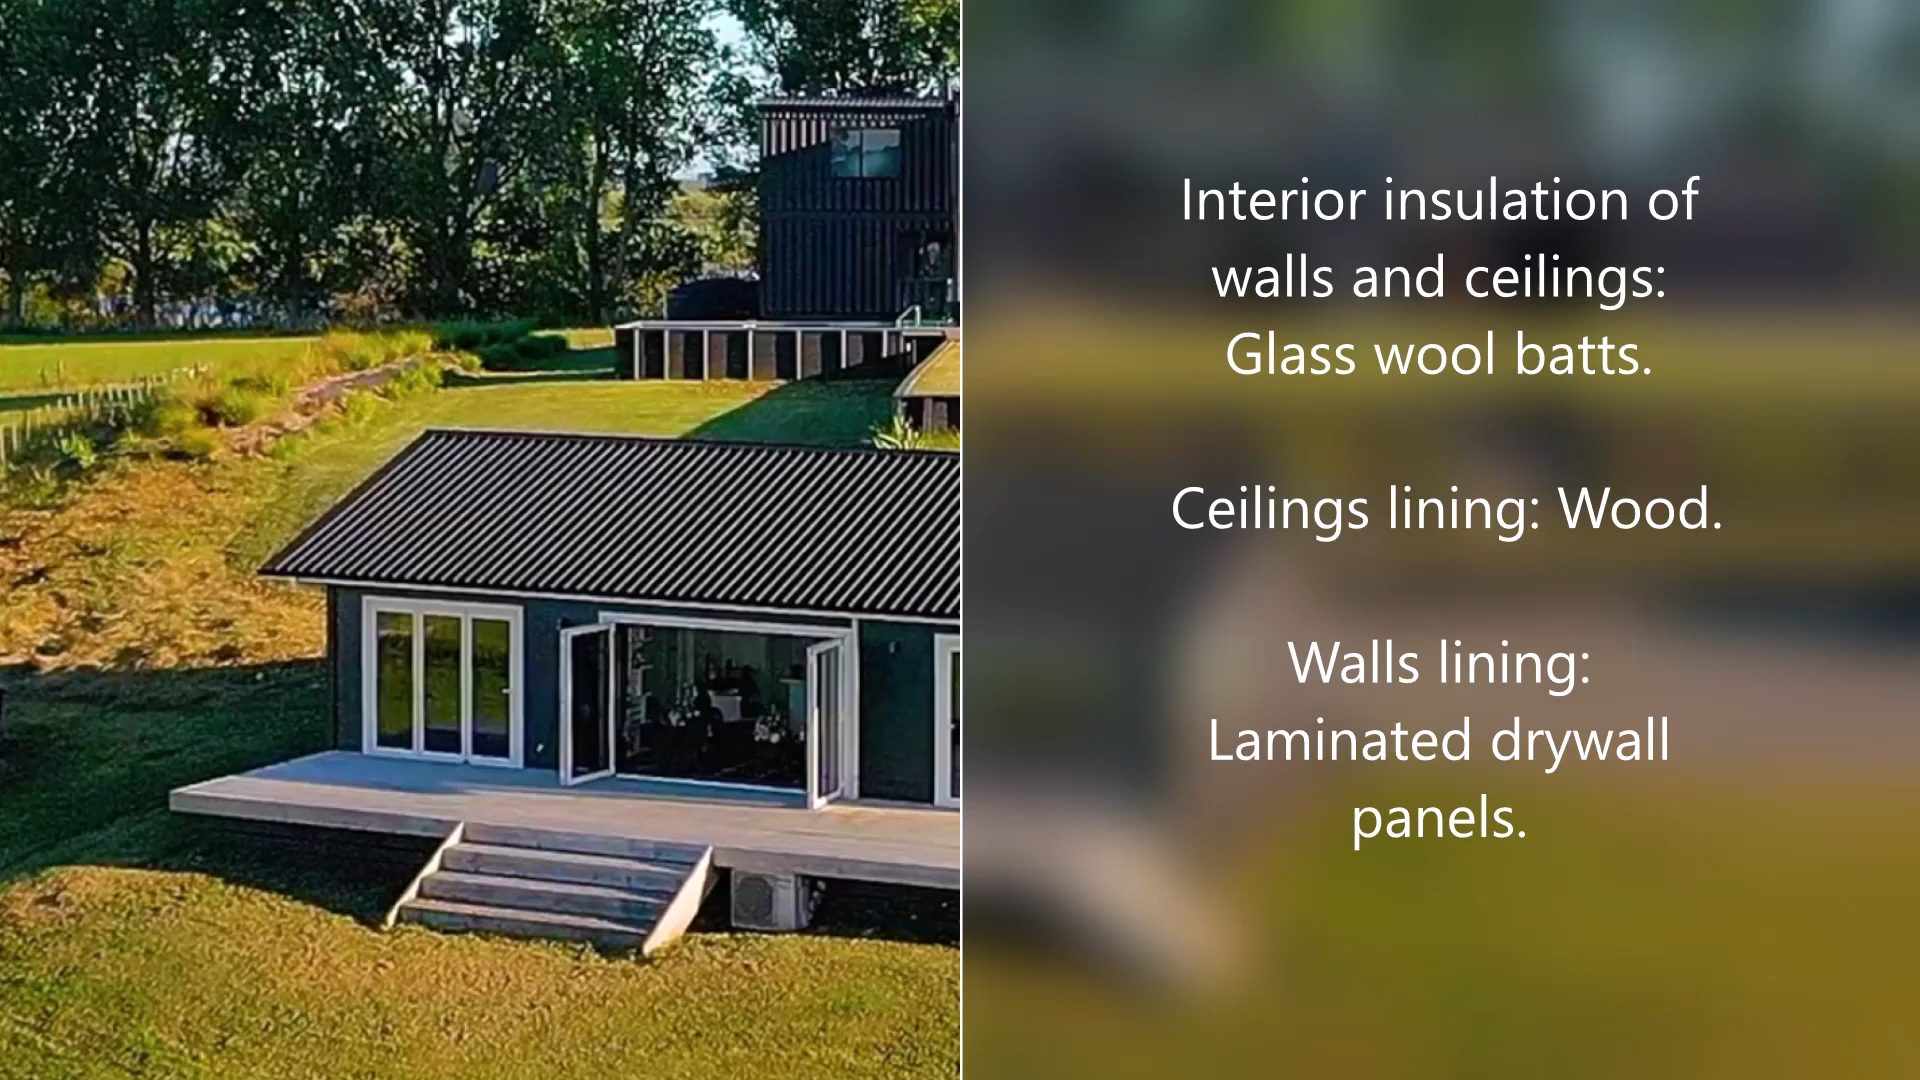 Interior insulation of
walls and ceilings:
Glass wool batts.
Ceilings lining: Wood.
Walls lining:
Laminated drywall
panels.